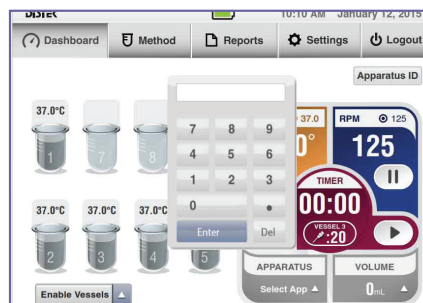 DISTEK 10:10 AM January 12, 2015
Dashboard Method Reports Settings Logout
Apparatus ID
37.0°C
1 7 8
7 8 9
4 5 6
1 2 3
0 .
Enter Del
37.0 RPM 125
0° 125
TIMER
00:00
VESSEL 3
:20
37.0°C 37.0°C 37.0°C 37.0°C
2 3 4 5
APPARATUS VOLUME
Select App 0mL
Enable Vessels